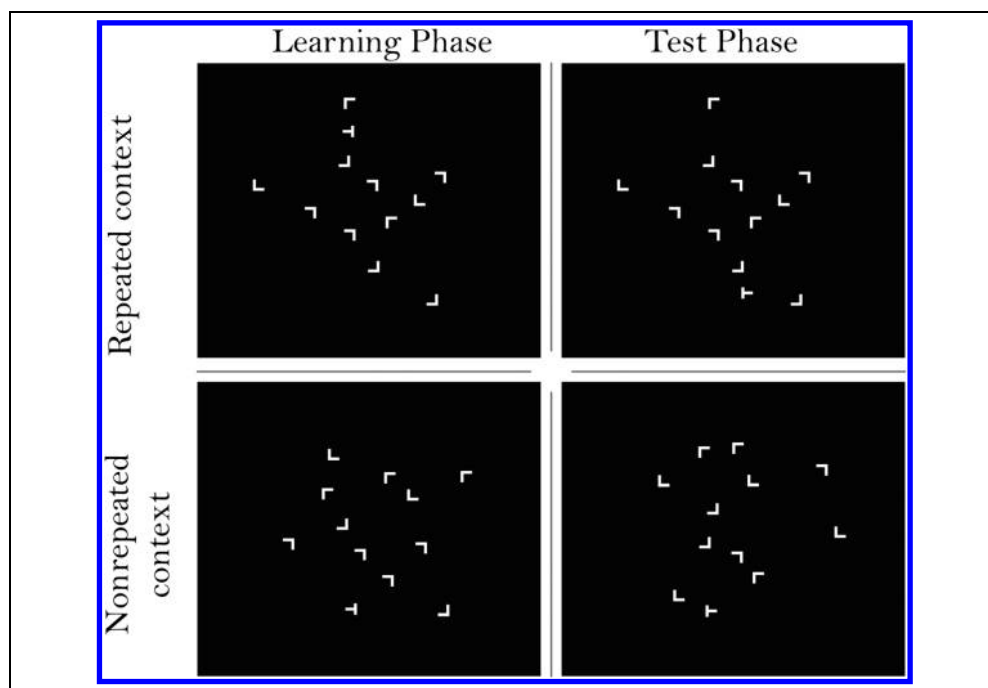 Learning Phase
Test Phase
Repeated context
Nonrepeated
context